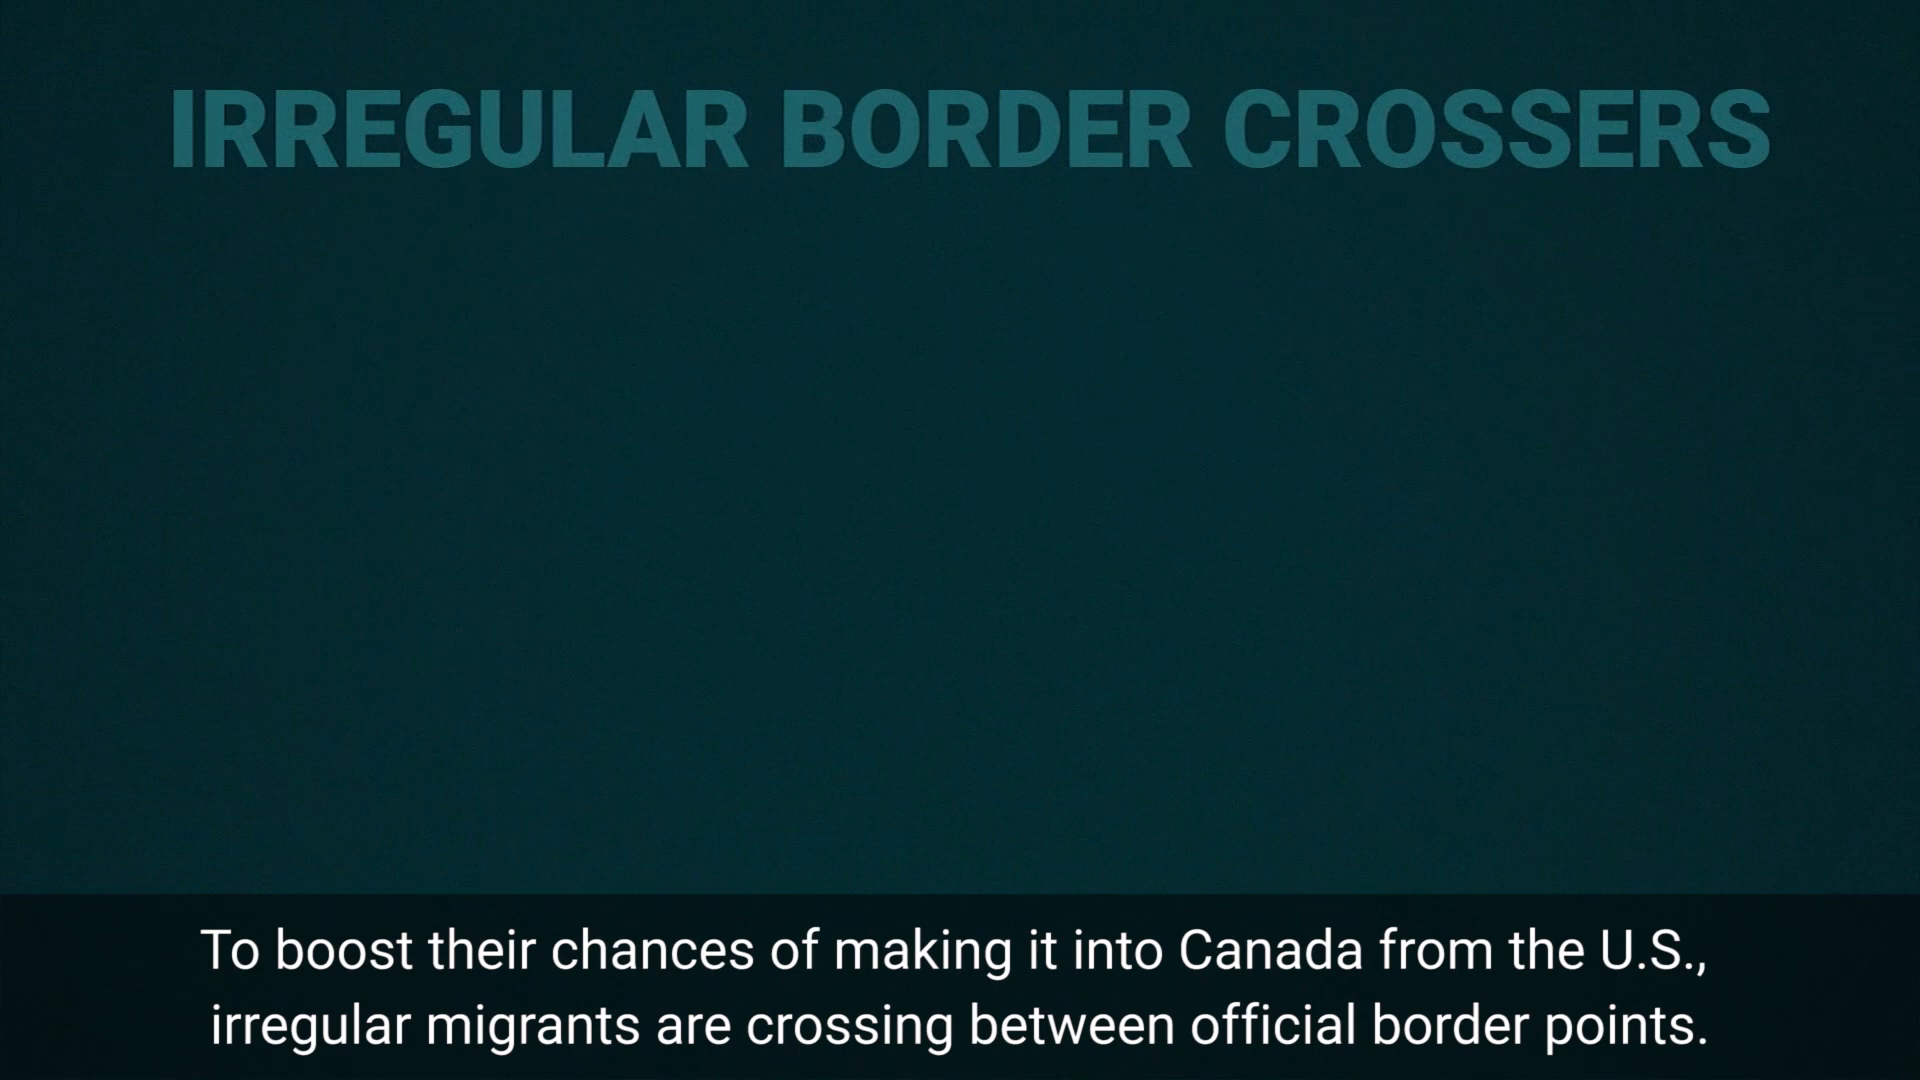 IRREGULAR BORDER CROSSERS
To boost their chances of making it into Canada from the U.S.,
irregular migrants are crossing between official border points.